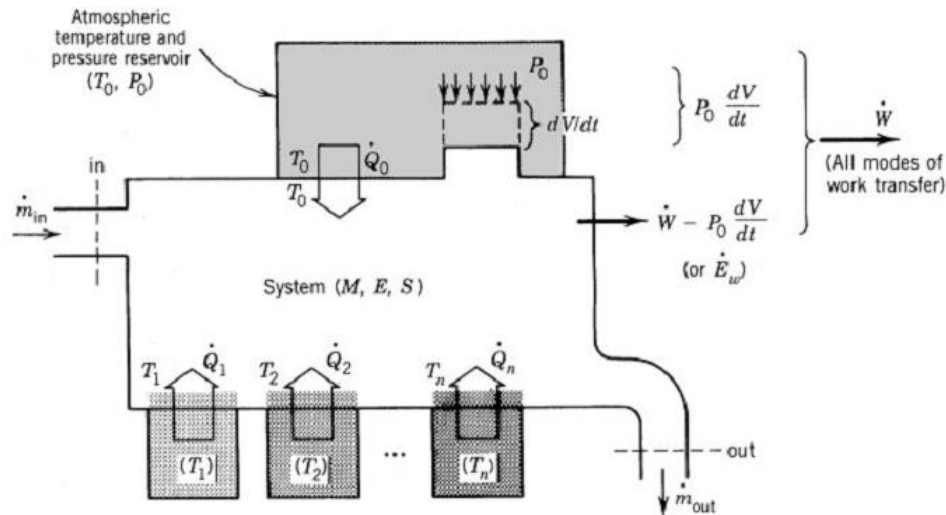 Atmospheric
temperature and
pressure reservoir
(T₀, P₀)
P₀
dV/dt
} P₀ dV/dt
Ẇ
(All modes of
work transfer)
T₀ Q̇₀
T₀
in
ṁᵢₙ
Ẇ − P₀ dV/dt
(or Ėw)
System (M, E, S)
T₁ Q̇₁ T₂ Q̇₂ Tₙ Q̇ₙ
(T₁) (T₂) ... (Tₙ)
out
ṁout